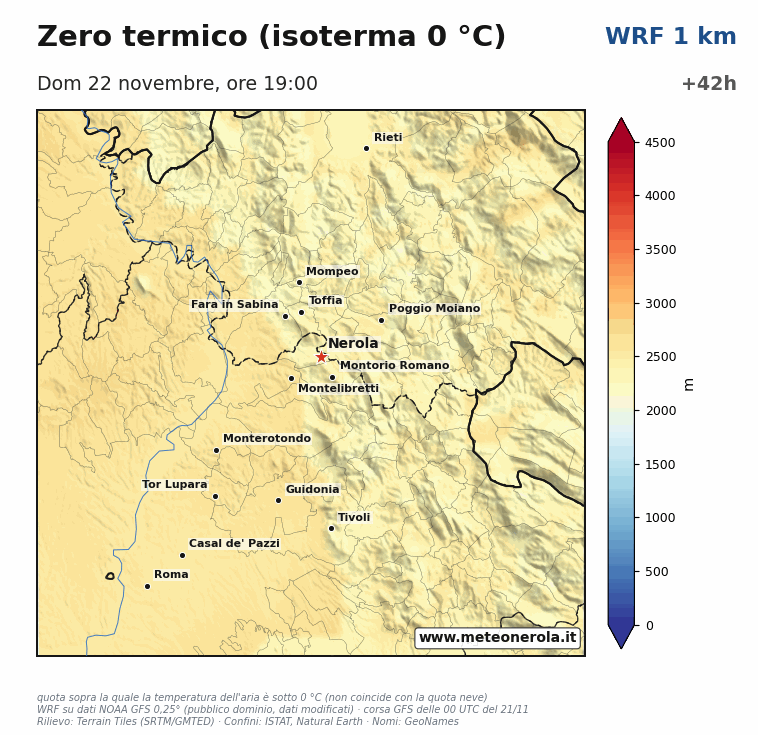 Zero termico (isoterma 0 °C)
WRF 1 km
Dom 22 novembre, ore 19:00
+42h
Rieti
Mompeo
Toffia
Fara in Sabina
Poggio Moiano
Nerola
Montorio Romano
Montelibretti
Monterotondo
Tor Lupara
Guidonia
Tivoli
Casal de' Pazzi
Roma
www.meteonerola.it
4500
4000
3500
3000
2500
2000
1500
1000
500
0
m
quota sopra la quale la temperatura dell'aria è sotto 0 °C (non coincide con la quota neve)
WRF su dati NOAA GFS 0,25° (pubblico dominio, dati modificati) · corsa GFS delle 00 UTC del 21/11
Rilievo: Terrain Tiles (SRTM/GMTED) · Confini: ISTAT, Natural Earth · Nomi: GeoNames